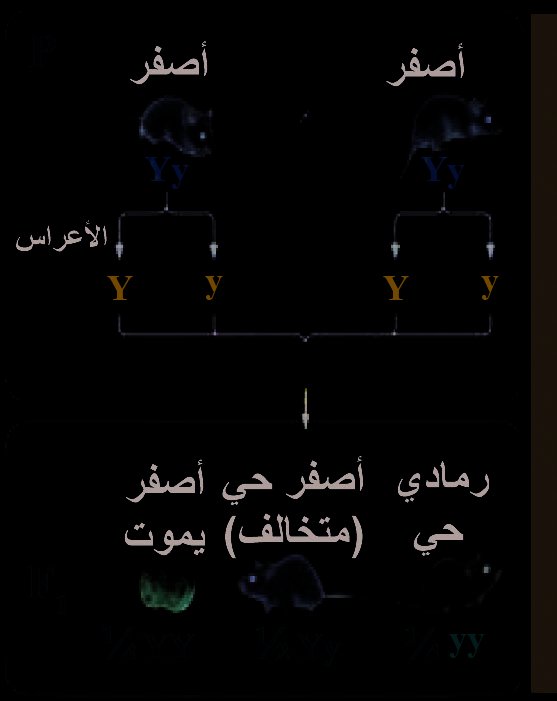 أصفر أصفر
Yy Yy
الأعراس
Y y Y y
أصفر أصفر حي رمادي
يموت (متخالف) حي
yy